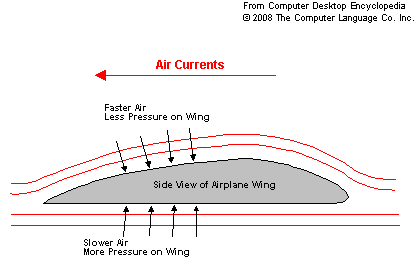 From Computer Desktop Encyclopedia
© 2008 The Computer Language Co. Inc.
Air Currents
Faster Air
Less Pressure on Wing
Side View of Airplane Wing
Slower Air
More Pressure on Wing